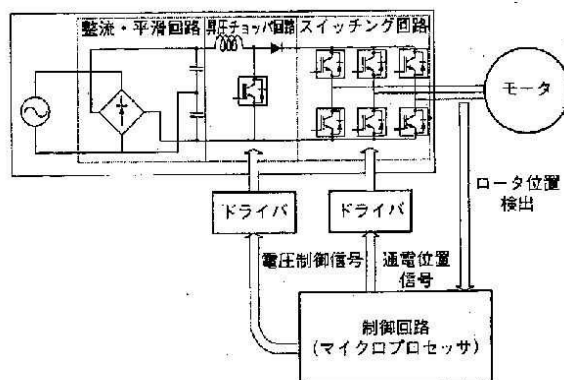 整流・平滑回路
昇圧チョッパ回路
スイッチング回路
モータ
ロータ位置
検出
ドライバ
ドライバ
電圧制御信号
通電位置
信号
制御回路
(マイクロプロセッサ)